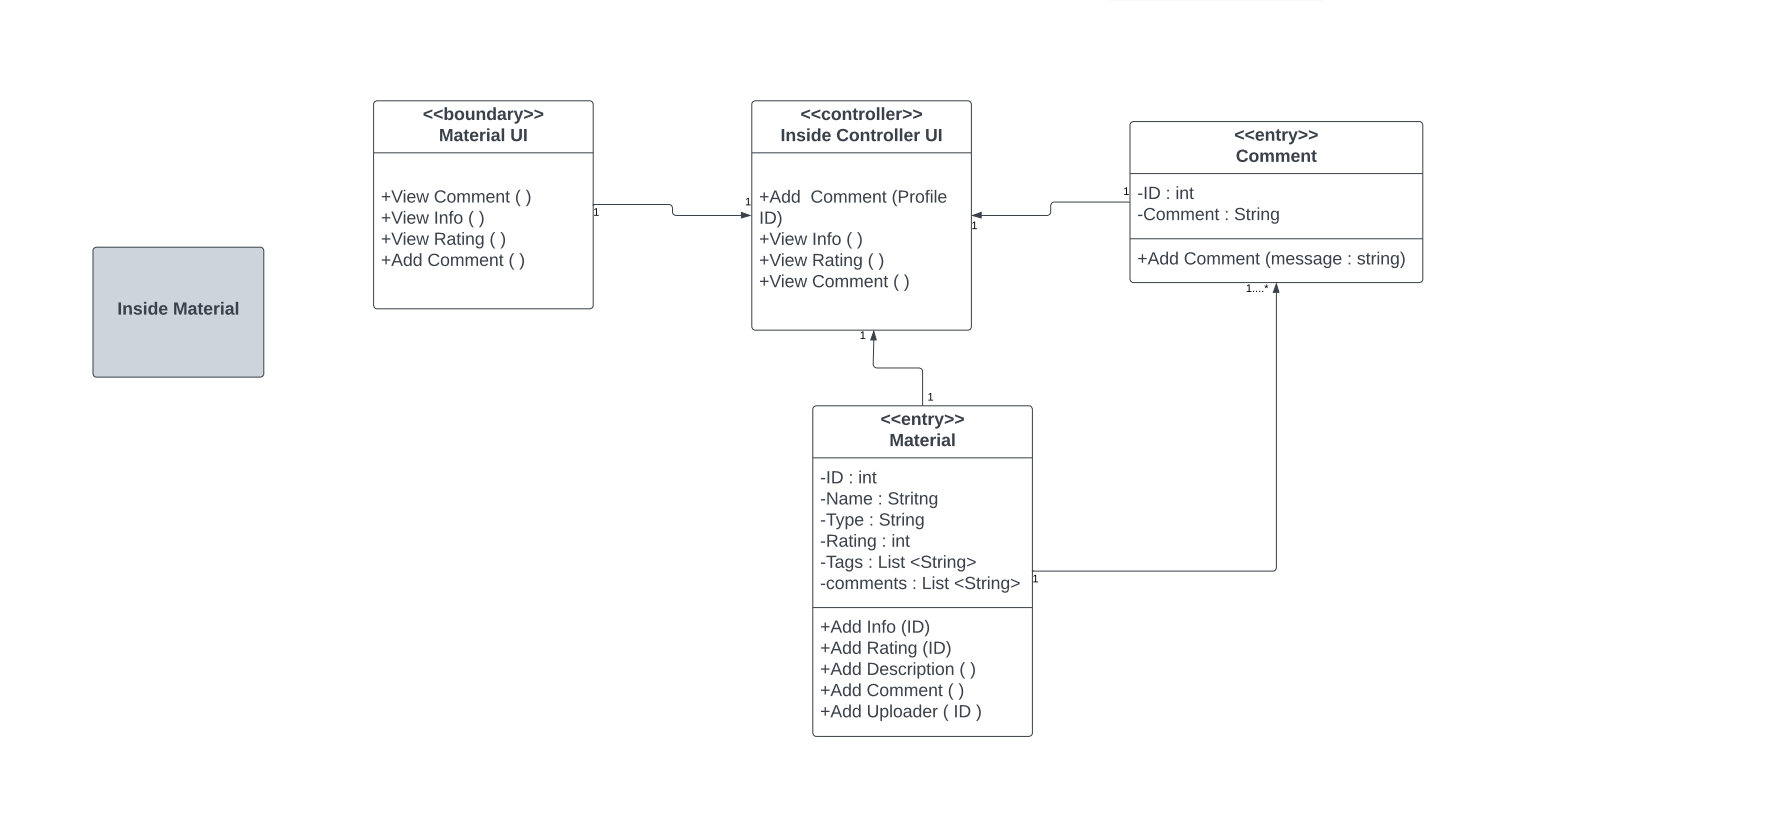 Inside Material
<<boundary>>
Material UI
+View Comment ( )
+View Info ( )
+View Rating ( )
+Add Comment ( )
1
1
<<controller>>
Inside Controller UI
+Add  Comment (Profile
ID)
+View Info ( )
+View Rating ( )
+View Comment ( )
1
1
<<entry>>
Comment
-ID : int
-Comment : String
+Add Comment (message : string)
1....*
1
1
<<entry>>
Material
-ID : int
-Name : Stritng
-Type : String
-Rating : int
-Tags : List <String>
-comments : List <String>
1
+Add Info (ID)
+Add Rating (ID)
+Add Description ( )
+Add Comment ( )
+Add Uploader ( ID )